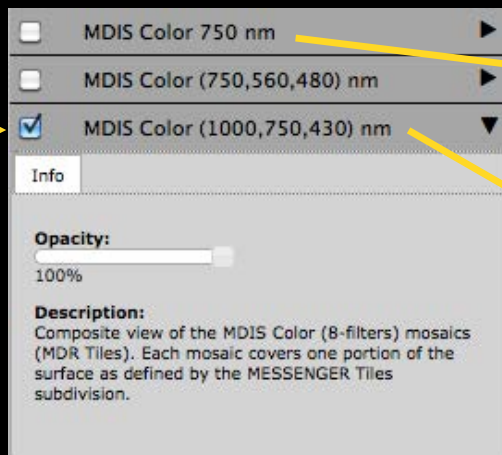 MDIS Color 750 nm
MDIS Color (750,560,480) nm
MDIS Color (1000,750,430) nm
Info
Opacity:
100%
Description:
Composite view of the MDIS Color (8-filters) mosaics
(MDR Tiles). Each mosaic covers one portion of the
surface as defined by the MESSENGER Tiles
subdivision.